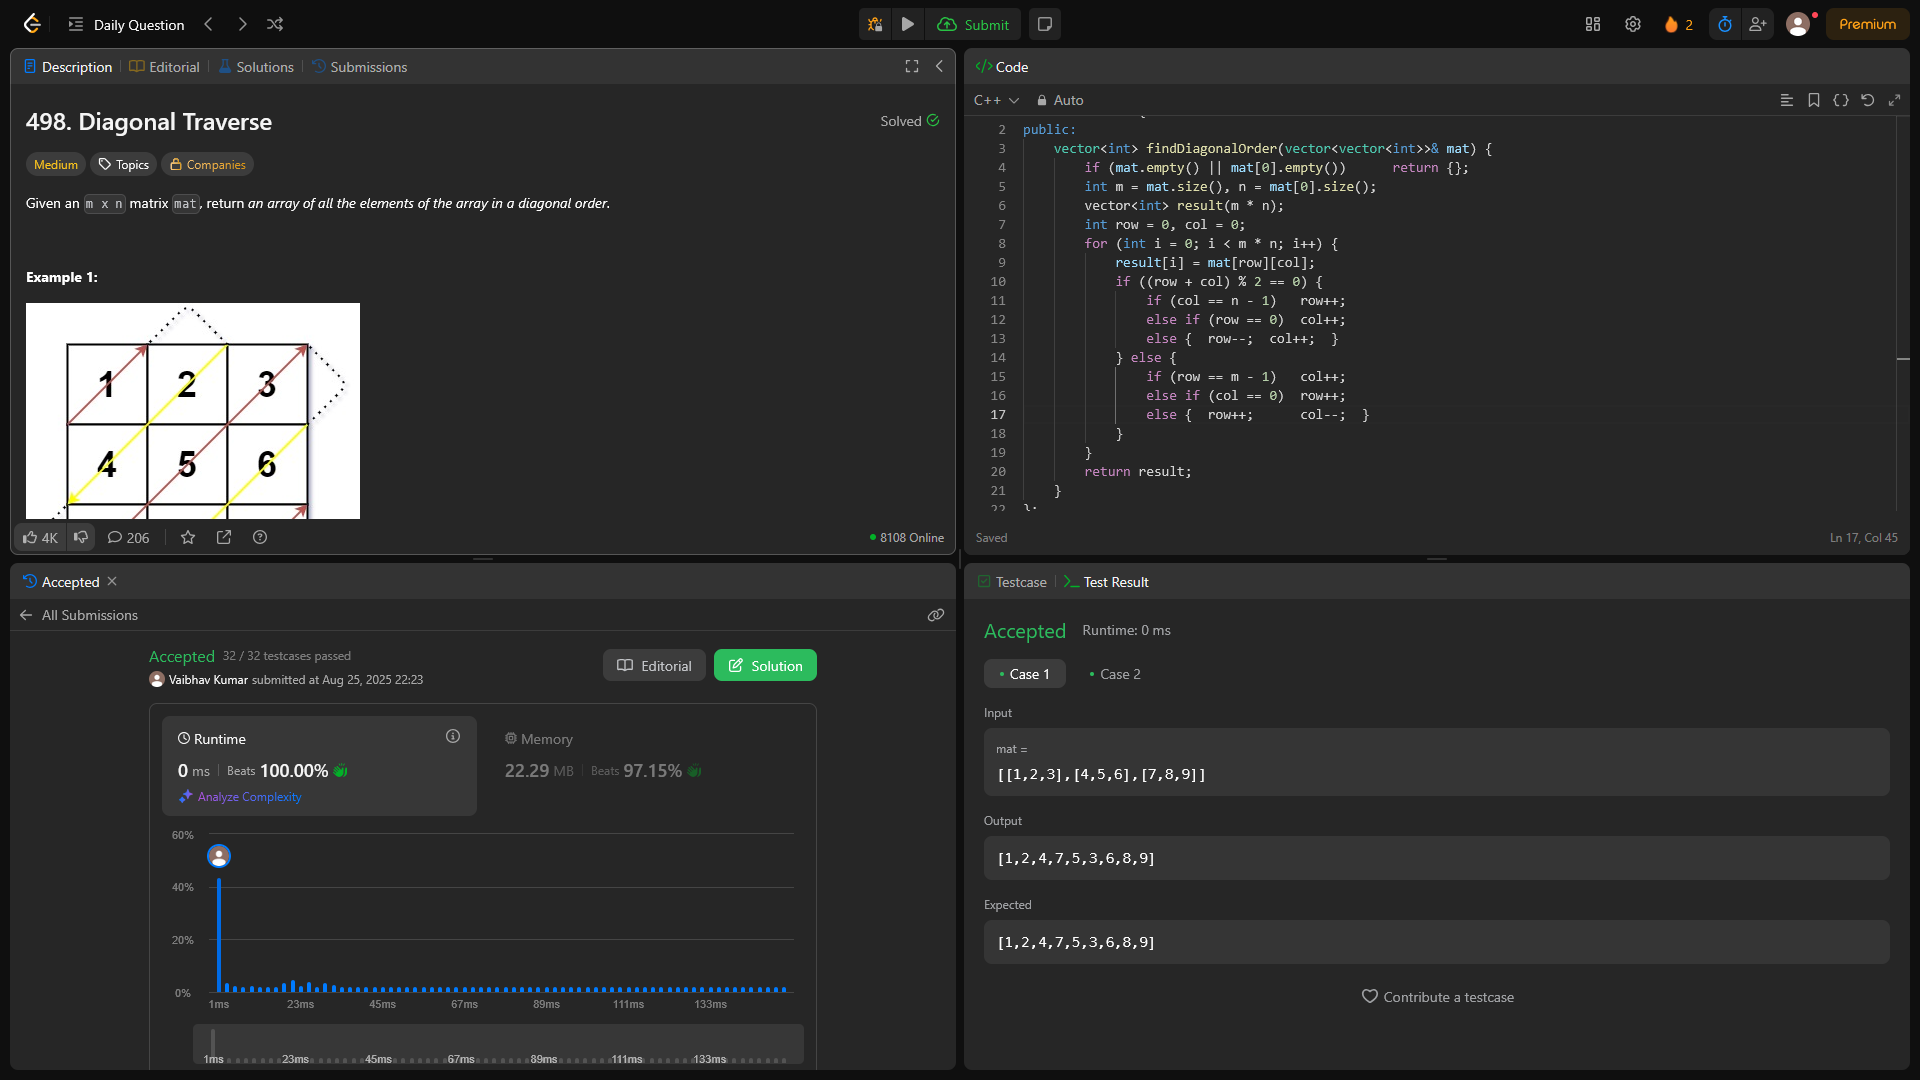 Daily Question
Submit
2
Premium
Description
Editorial
Solutions
Submissions
498. Diagonal Traverse
Solved
Medium
Topics
Companies
Given an m x n matrix mat, return an array of all the elements of the array in a diagonal order.
Example 1:
1 2 3
4 5 6
4K
206
8108 Online
Code
C++
Auto
2 public:
3 vector<int> findDiagonalOrder(vector<vector<int>>& mat) {
4 if (mat.empty() || mat[0].empty()) return {};
5 int m = mat.size(), n = mat[0].size();
6 vector<int> result(m * n);
7 int row = 0, col = 0;
8 for (int i = 0; i < m * n; i++) {
9 result[i] = mat[row][col];
10 if ((row + col) % 2 == 0) {
11 if (col == n - 1) row++;
12 else if (row == 0) col++;
13 else { row--; col++; }
14 } else {
15 if (row == m - 1) col++;
16 else if (col == 0) row++;
17 else { row++; col--; }
18 }
19 }
20 return result;
21 }
22 };
Saved
Ln 17, Col 45
Accepted
All Submissions
Accepted 32 / 32 testcases passed
Vaibhav Kumar submitted at Aug 25, 2025 22:23
Editorial
Solution
Runtime
0 ms Beats 100.00%
Analyze Complexity
Memory
22.29 MB Beats 97.15%
60%
40%
20%
0%
1ms 23ms 45ms 67ms 89ms 111ms 133ms
1ms 23ms 45ms 67ms 89ms 111ms 133ms
Testcase
Test Result
Accepted Runtime: 0 ms
Case 1
Case 2
Input
mat =
[[1,2,3],[4,5,6],[7,8,9]]
Output
[1,2,4,7,5,3,6,8,9]
Expected
[1,2,4,7,5,3,6,8,9]
Contribute a testcase